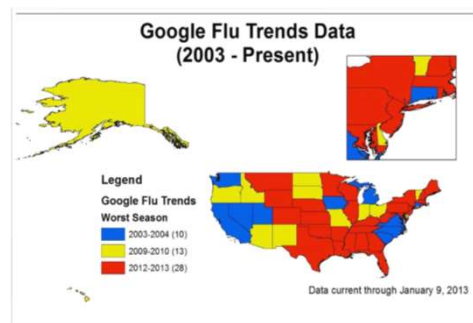 Google Flu Trends Data
(2003 - Present)
Legend
Google Flu Trends
Worst Season
2003-2004 (10)
2009-2010 (13)
2012-2013 (28)
Data current through January 9, 2013